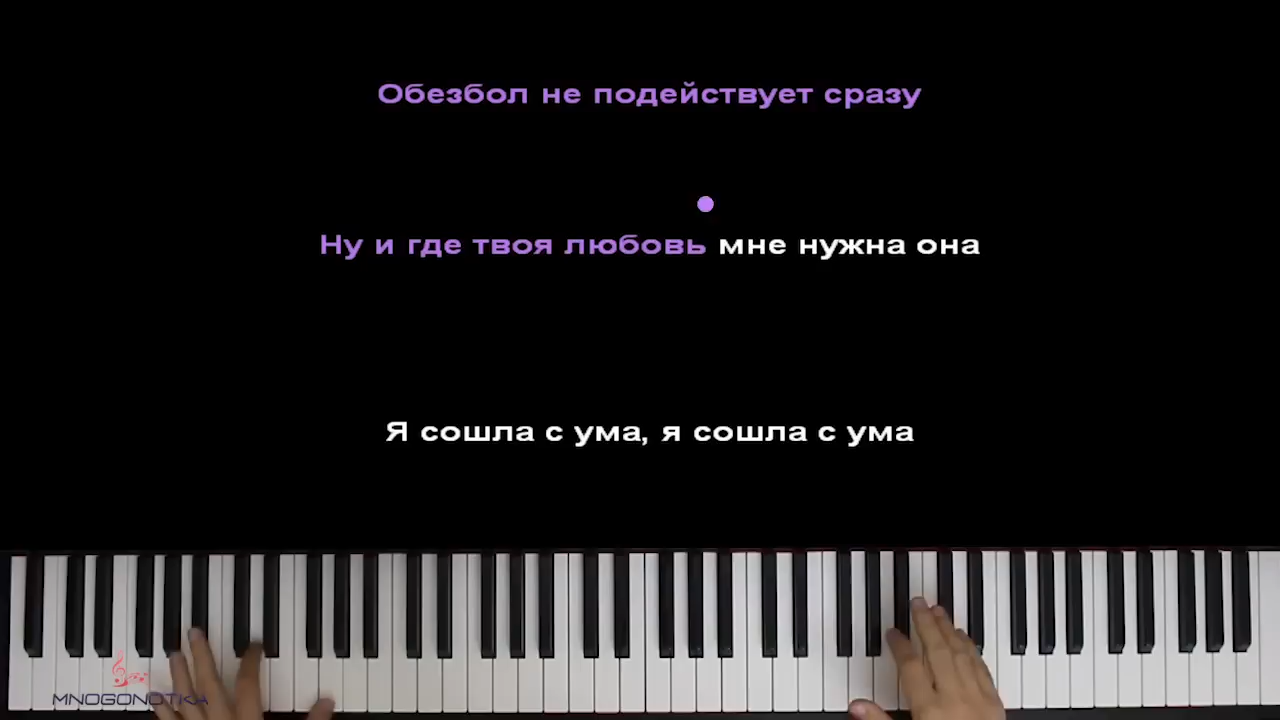 Обезбол не подействует сразу
Ну и где твоя любовь мне нужна она
Я сошла с ума, я сошла с ума
MNOGONOTKA